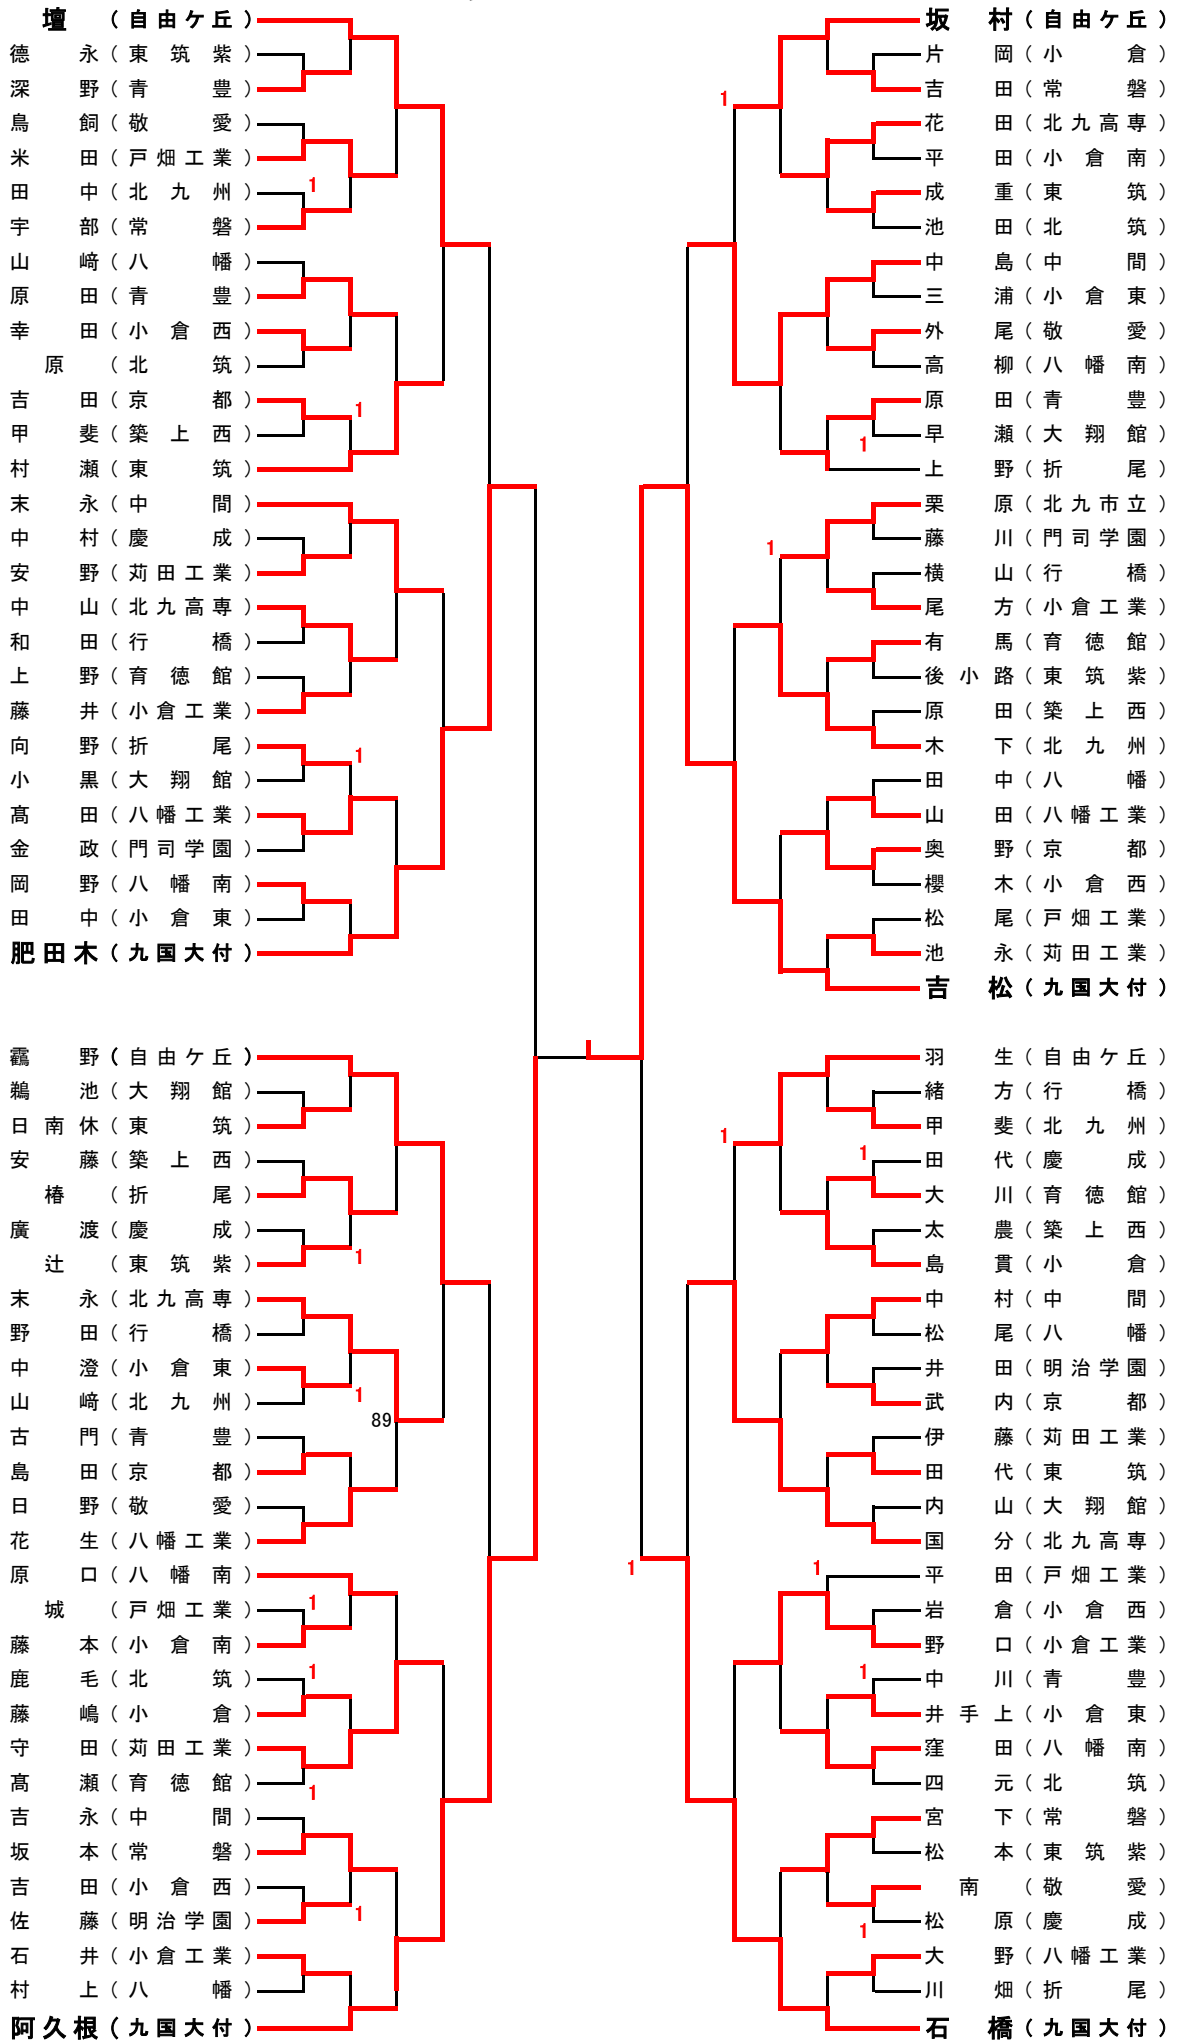 壇（自由ケ丘）
徳永（東筑紫）
深野（青豊）
鳥飼（敬愛）
米田（戸畑工業）
田中（北九州）
1
宇部（常磐）
山﨑（八幡）
原田（青豊）
幸田（小倉西）
原（北筑）
吉田（京都）
1
甲斐（築上西）
村瀬（東筑）
末永（中間）
中村（慶成）
安野（苅田工業）
中山（北九高専）
和田（行橋）
上野（育徳館）
藤井（小倉工業）
向野（折尾）
1
小黒（大翔館）
髙田（八幡工業）
金政（門司学園）
岡野（八幡南）
田中（小倉東）
肥田木（九国大付）
靍野（自由ケ丘）
鵜池（大翔館）
日南休（東筑）
安藤（築上西）
椿（折尾）
廣渡（慶成）
辻（東筑紫）
1
末永（北九高専）
野田（行橋）
中澄（小倉東）
1
山﨑（北九州）
89
古門（青豊）
島田（京都）
日野（敬愛）
花生（八幡工業）
原口（八幡南）
城（戸畑工業）
1
藤本（小倉南）
鹿毛（北筑）
1
藤嶋（小倉）
守田（苅田工業）
髙瀬（育徳館）
1
吉永（中間）
坂本（常磐）
吉田（小倉西）
佐藤（明治学園）
1
石井（小倉工業）
村上（八幡）
阿久根（九国大付）
坂村（自由ケ丘）
片岡（小倉）
吉田（常磐）
1
花田（北九高専）
平田（小倉南）
成重（東筑）
池田（北筑）
中島（中間）
三浦（小倉東）
外尾（敬愛）
高柳（八幡南）
原田（青豊）
早瀬（大翔館）
1
上野（折尾）
栗原（北九市立）
藤川（門司学園）
1
横山（行橋）
尾方（小倉工業）
有馬（育徳館）
後小路（東筑紫）
原田（築上西）
木下（北九州）
田中（八幡）
山田（八幡工業）
奥野（京都）
櫻木（小倉西）
松尾（戸畑工業）
池永（苅田工業）
吉松（九国大付）
羽生（自由ケ丘）
緒方（行橋）
甲斐（北九州）
1
田代（慶成）
1
大川（育徳館）
太農（築上西）
島貫（小倉）
中村（中間）
松尾（八幡）
井田（明治学園）
武内（京都）
伊藤（苅田工業）
田代（東筑）
内山（大翔館）
国分（北九高専）
1
1
平田（戸畑工業）
岩倉（小倉西）
野口（小倉工業）
1
中川（青豊）
井手上（小倉東）
窪田（八幡南）
四元（北筑）
宮下（常磐）
松本（東筑紫）
南（敬愛）
松原（慶成）
1
大野（八幡工業）
川畑（折尾）
石橋（九国大付）